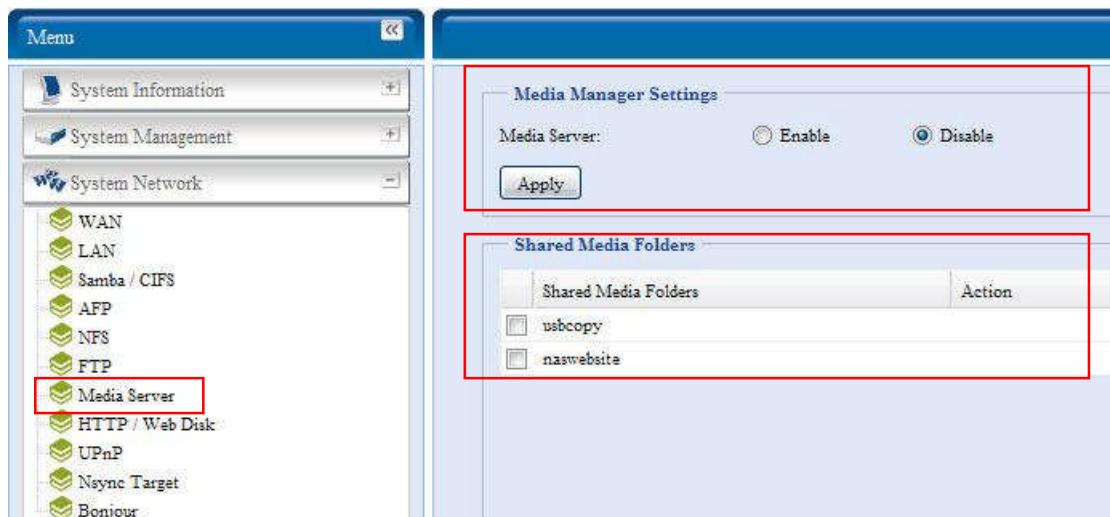 Menu
System Information
System Management
System Network
WAN
LAN
Samba / CIFS
AFP
NFS
FTP
Media Server
HTTP / Web Disk
UPnP
Nsync Target
Bonjour
Media Manager Settings
Media Server: Enable Disable
Apply
Shared Media Folders
Shared Media Folders Action
usbcopy
naswebsite